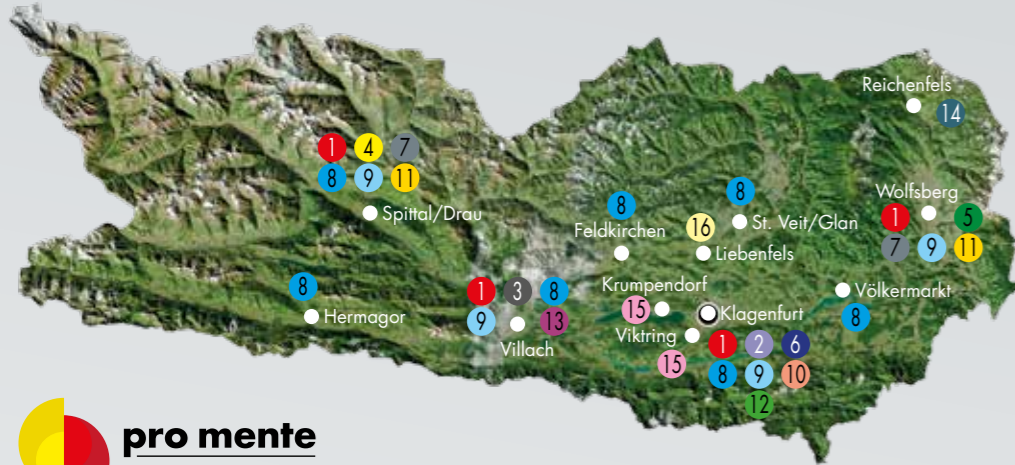 Reichenfels
14
1 4 7
8 9 11
Spittal/Drau
8
Feldkirchen
8
St. Veit/Glan
16
Liebenfels
Wolfsberg
1 5
7 9 11
8
Hermagor
1 3 8
9 13
Villach
Krumpendorf
15
Klagenfurt
Viktring
15
1 2 6
8 9 10
12
Völkermarkt
8
pro mente